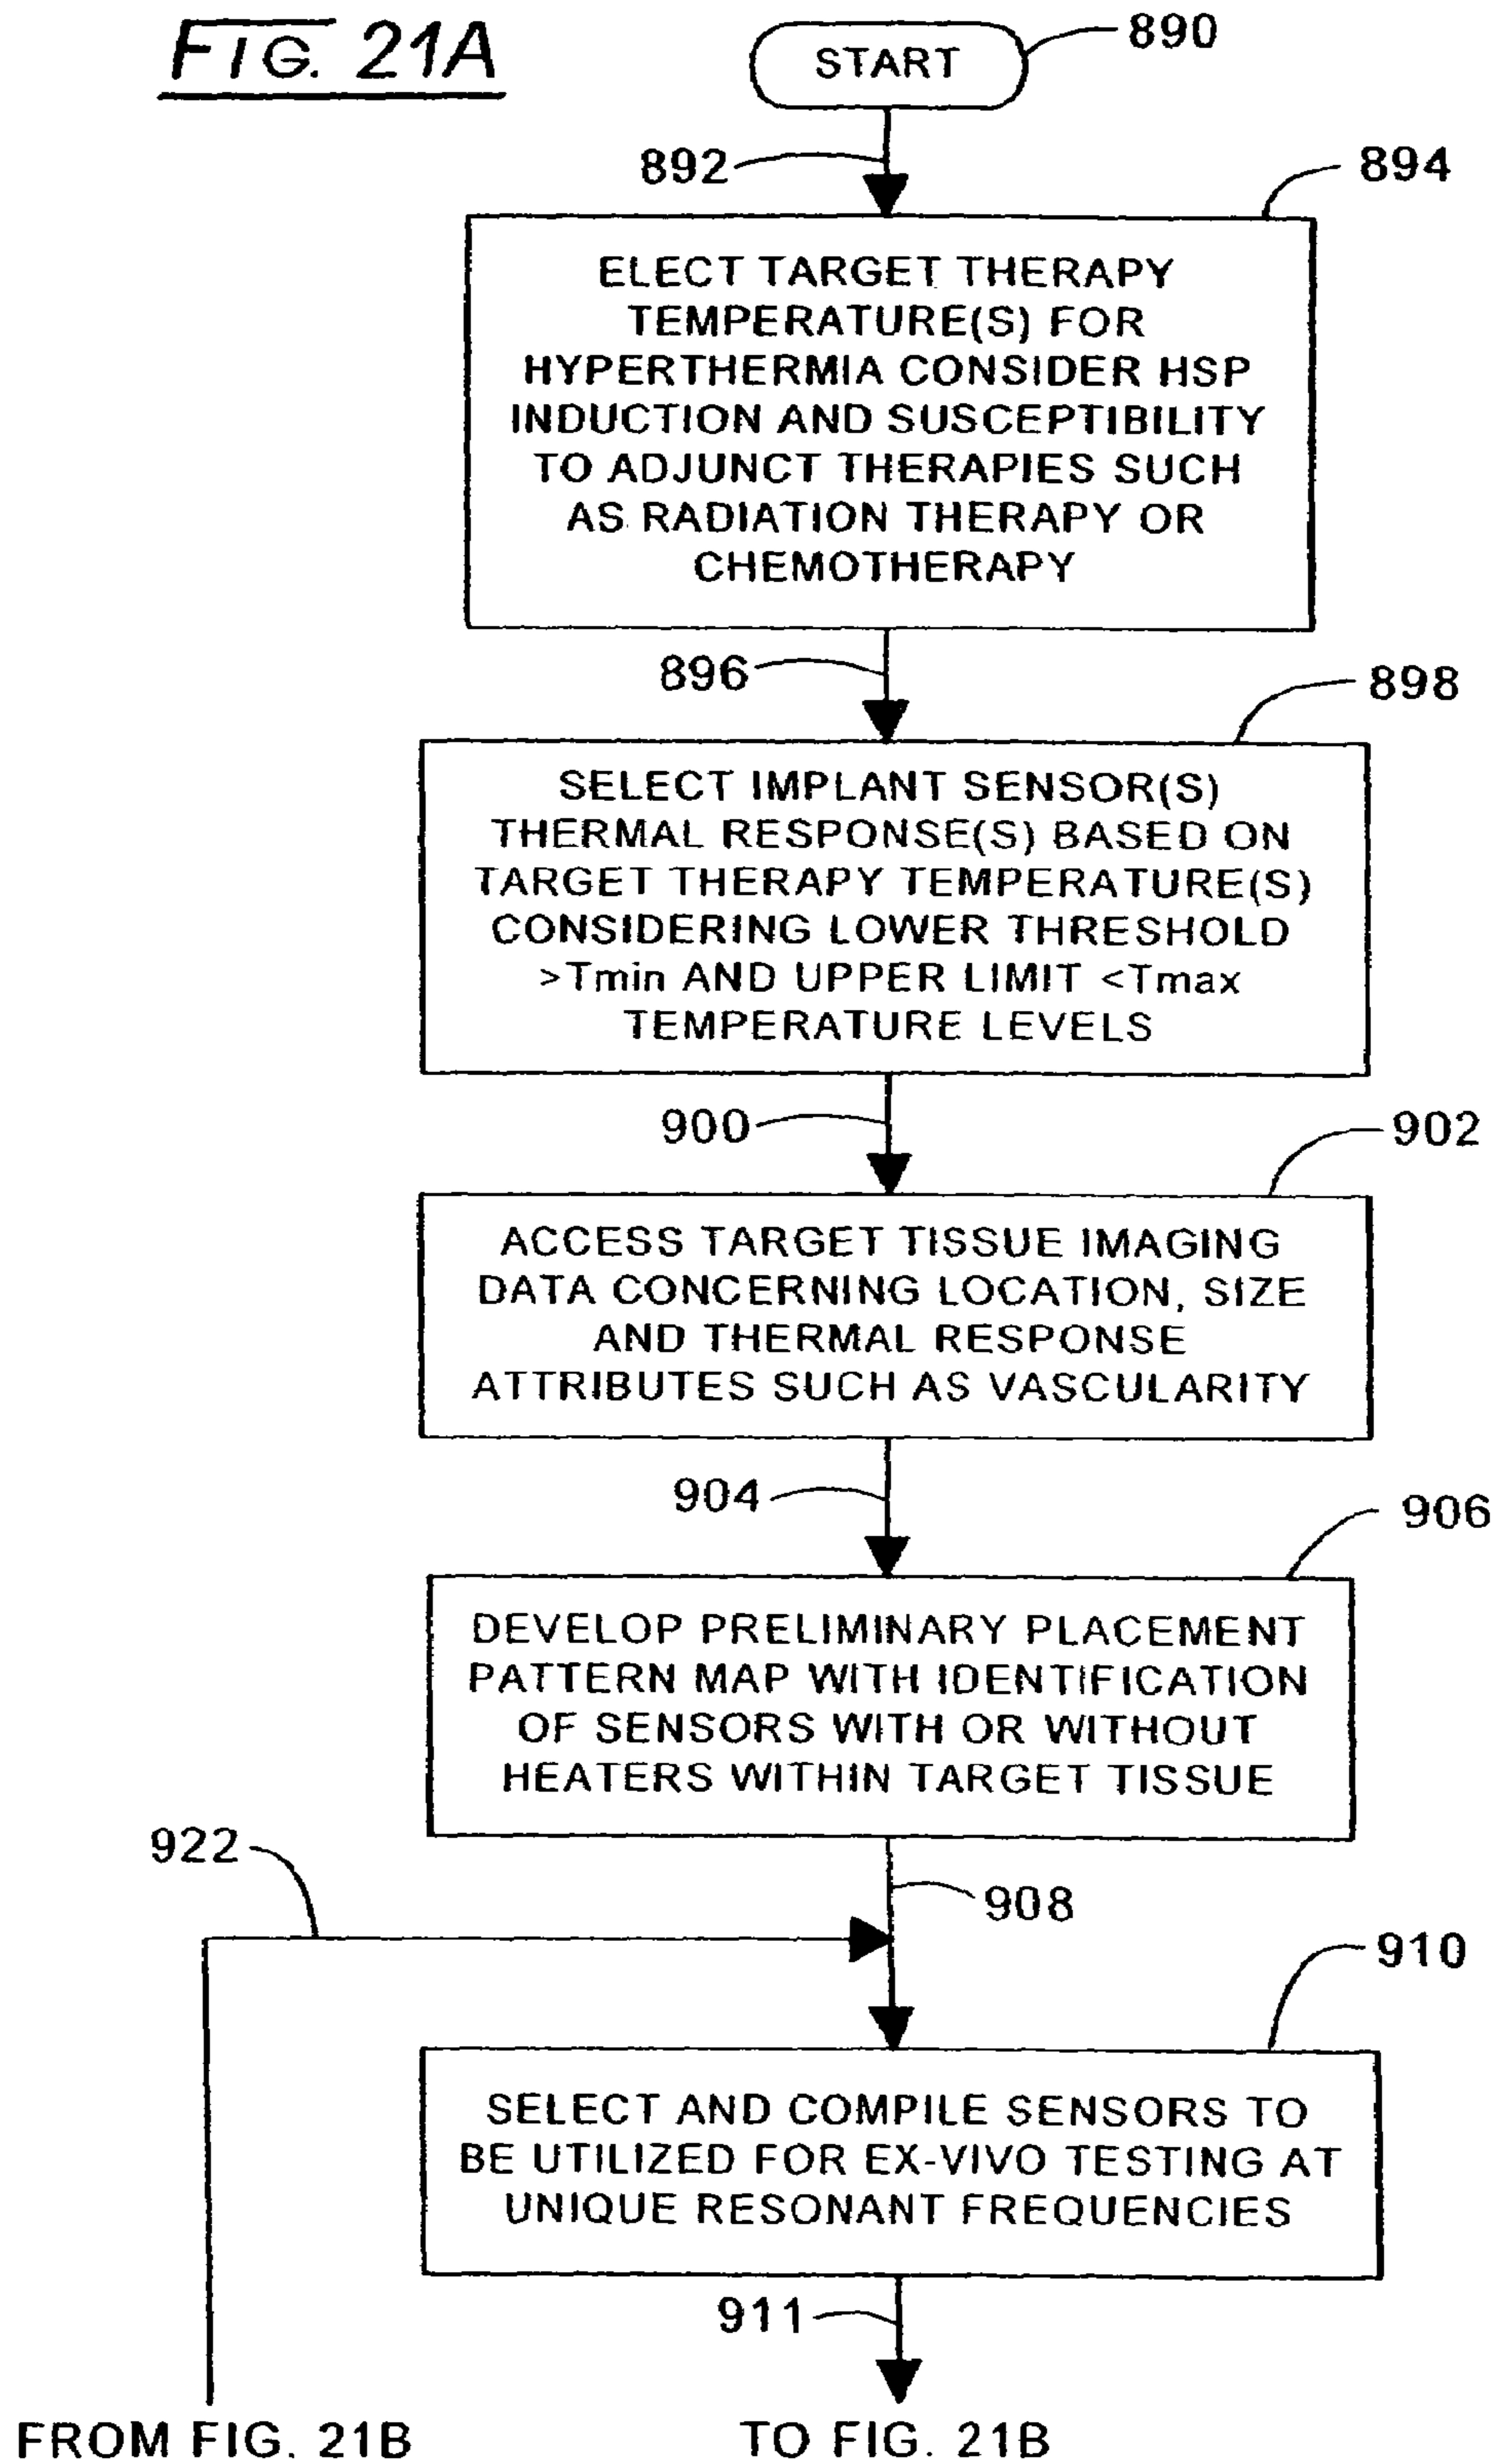 FIG. 21A
START
890
892
894
ELECT TARGET THERAPY
TEMPERATURE(S) FOR
HYPERTHERMIA CONSIDER HSP
INDUCTION AND SUSCEPTIBILITY
TO ADJUNCT THERAPIES SUCH
AS RADIATION THERAPY OR
CHEMOTHERAPY
896
898
SELECT IMPLANT SENSOR(S)
THERMAL RESPONSE(S) BASED ON
TARGET THERAPY TEMPERATURE(S)
CONSIDERING LOWER THRESHOLD
>Tmin AND UPPER LIMIT <Tmax
TEMPERATURE LEVELS
900
902
ACCESS TARGET TISSUE IMAGING
DATA CONCERNING LOCATION, SIZE
AND THERMAL RESPONSE
ATTRIBUTES SUCH AS VASCULARITY
904
906
DEVELOP PRELIMINARY PLACEMENT
PATTERN MAP WITH IDENTIFICATION
OF SENSORS WITH OR WITHOUT
HEATERS WITHIN TARGET TISSUE
922
908
910
SELECT AND COMPILE SENSORS TO
BE UTILIZED FOR EX-VIVO TESTING AT
UNIQUE RESONANT FREQUENCIES
911
FROM FIG. 21B
TO FIG. 21B